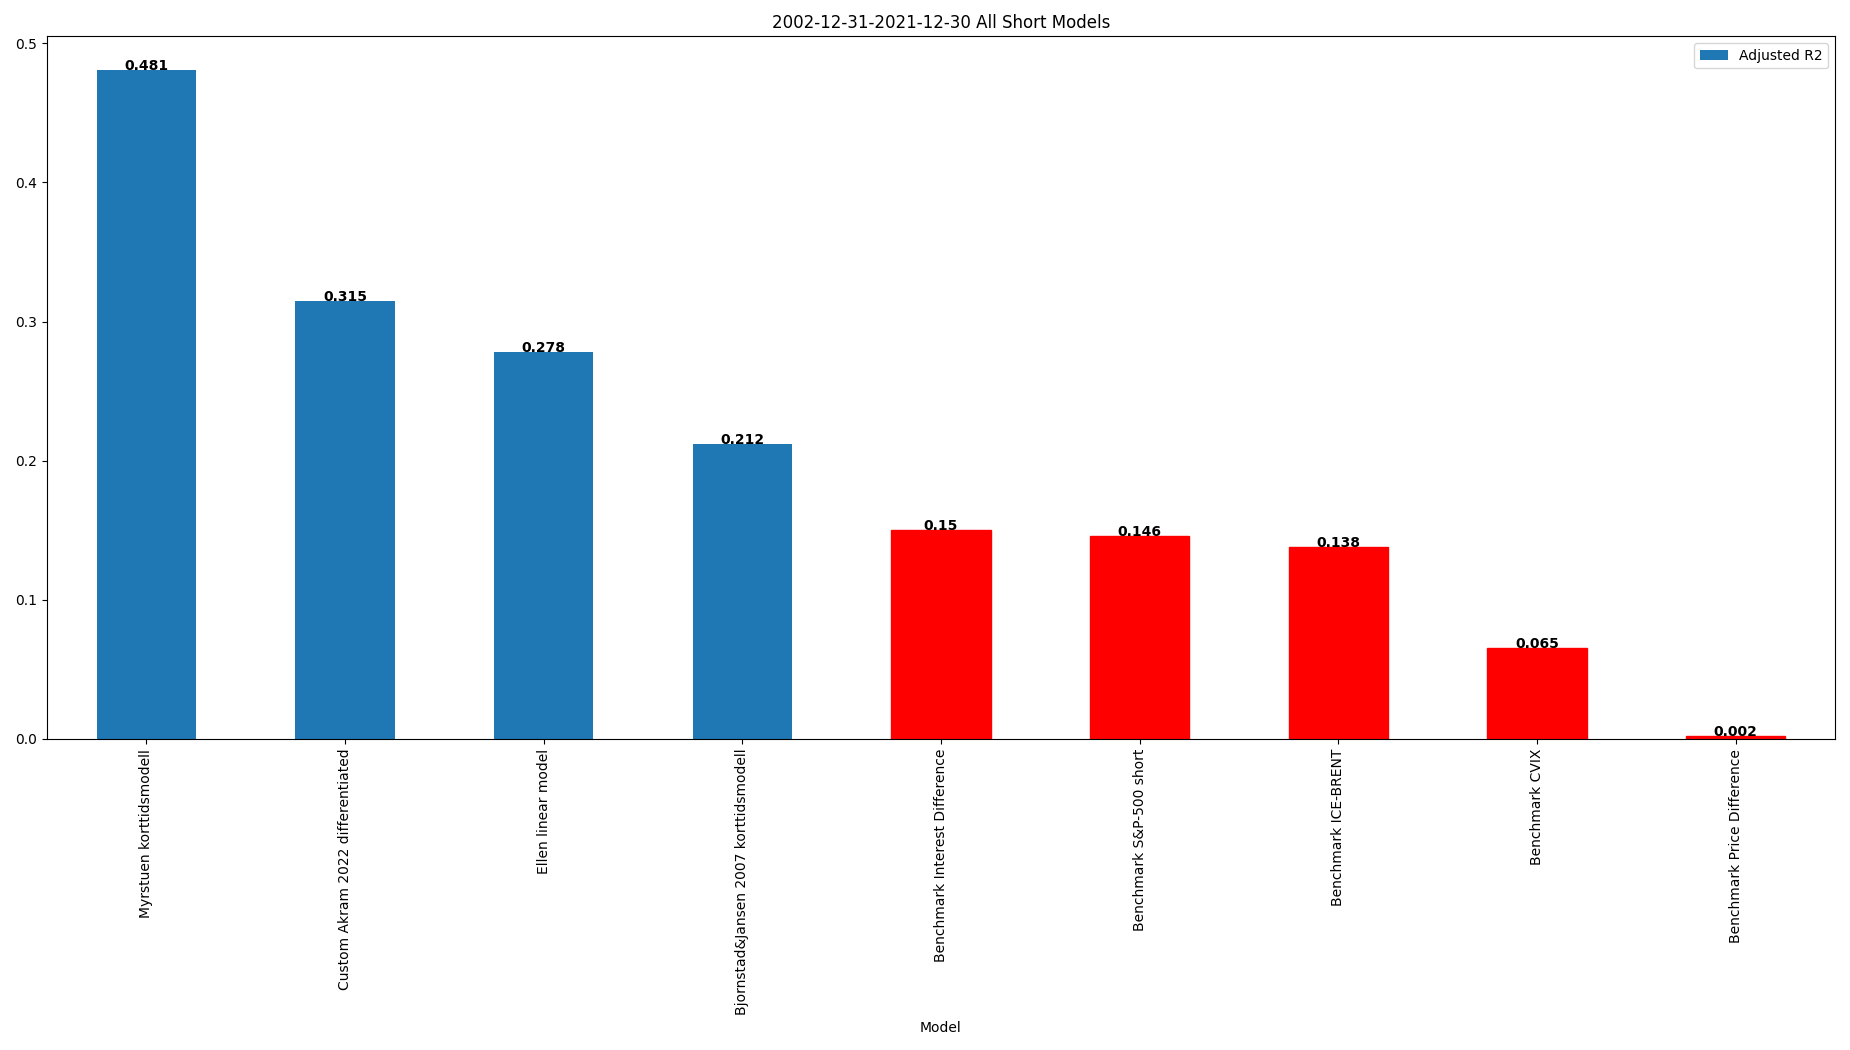 2002-12-31-2021-12-30 All Short Models
Adjusted R2
0.5
0.4
0.3
0.2
0.1
0.0
0.481
0.315
0.278
0.212
0.15
0.146
0.138
0.065
0.002
Myrstuen korttidsmodell
Custom Akram 2022 differentiated
Ellen linear model
Bjornstad&Jansen 2007 korttidsmodell
Benchmark Interest Difference
Benchmark S&P-500 short
Benchmark ICE-BRENT
Benchmark CVIX
Benchmark Price Difference
Model